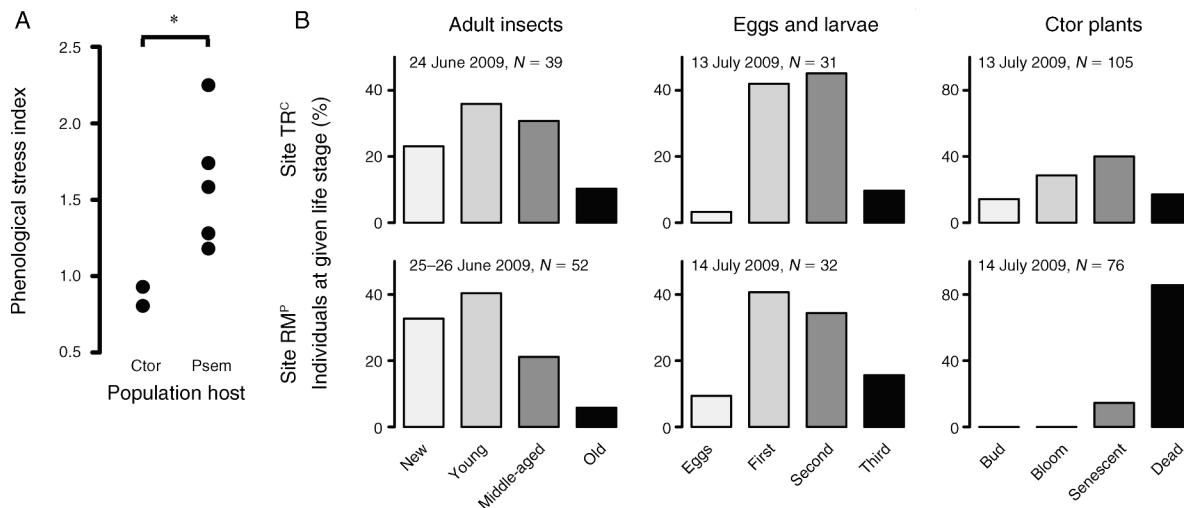 A
*
Phenological stress index
2.5
2.0
1.5
1.0
0.5
Ctor Psem
Population host
B
Adult insects
Eggs and larvae
Ctor plants
Site TRᶜ
Site RMᴾ
Individuals at given life stage (%)
24 June 2009, N = 39
40
20
0
13 July 2009, N = 31
40
20
0
13 July 2009, N = 105
80
40
0
25–26 June 2009, N = 52
40
20
0
New Young Middle-aged Old
14 July 2009, N = 32
40
20
0
Eggs First Second Third
14 July 2009, N = 76
80
40
0
Bud Bloom Senescent Dead